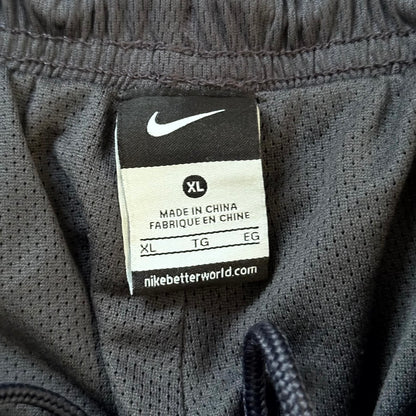 XL
MADE IN CHINA
FABRIQUE EN CHINE
XL TG EG
nikebetterworld.com